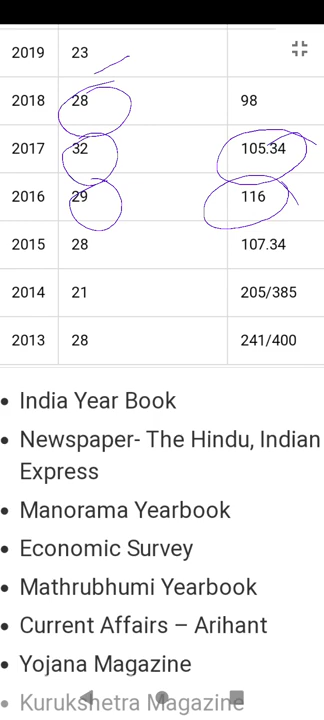 2019 23
2018 28 98
2017 32 105.34
2016 29 116
2015 28 107.34
2014 21 205/385
2013 28 241/400
• India Year Book
• Newspaper- The Hindu, Indian
Express
• Manorama Yearbook
• Economic Survey
• Mathrubhumi Yearbook
• Current Affairs – Arihant
• Yojana Magazine
• Kurukshetra Magazine